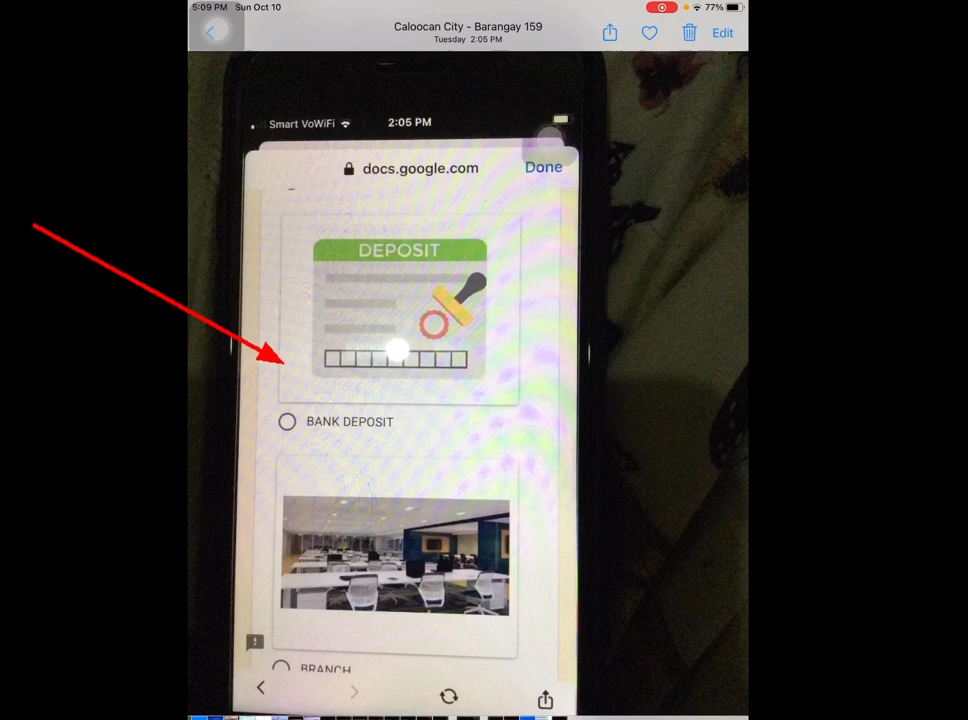 5:09 PM Sun Oct 10
77%
Caloocan City - Barangay 159
Tuesday 2:05 PM
Edit
Smart VoWiFi
2:05 PM
docs.google.com
Done
DEPOSIT
BANK DEPOSIT
BRANCH